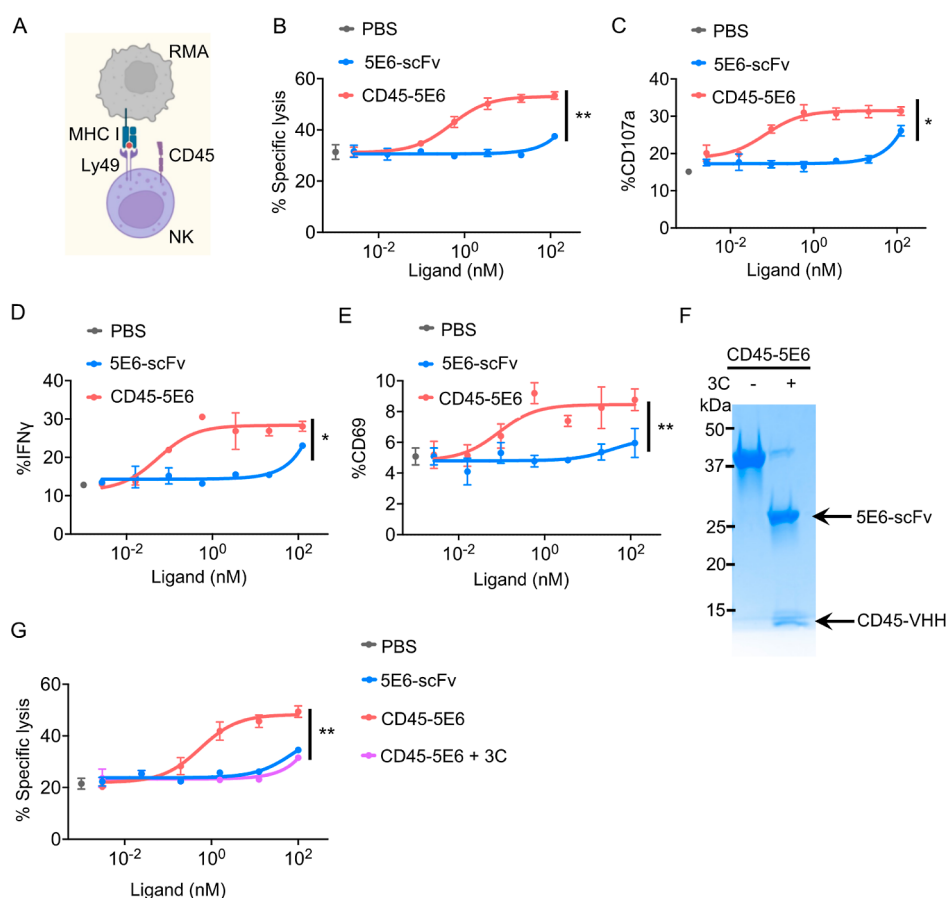 A
RMA
MHC I
Ly49
CD45
NK
B
PBS
5E6-scFv
CD45-5E6
% Specific lysis
60
40
20
0
10⁻² 10⁰ 10²
Ligand (nM)
**
C
PBS
5E6-scFv
CD45-5E6
%CD107a
40
30
20
10
0
10⁻² 10⁰ 10²
Ligand (nM)
*
D
PBS
5E6-scFv
CD45-5E6
%IFNγ
40
30
20
10
0
10⁻² 10⁰ 10²
Ligand (nM)
*
E
PBS
5E6-scFv
CD45-5E6
%CD69
10
8
6
4
2
0
10⁻² 10⁰ 10²
Ligand (nM)
**
F
CD45-5E6
3C - +
kDa
50
37
25
20
15
5E6-scFv
CD45-VHH
G
PBS
5E6-scFv
CD45-5E6
CD45-5E6 + 3C
% Specific lysis
60
40
20
0
10⁻² 10⁰ 10²
Ligand (nM)
**